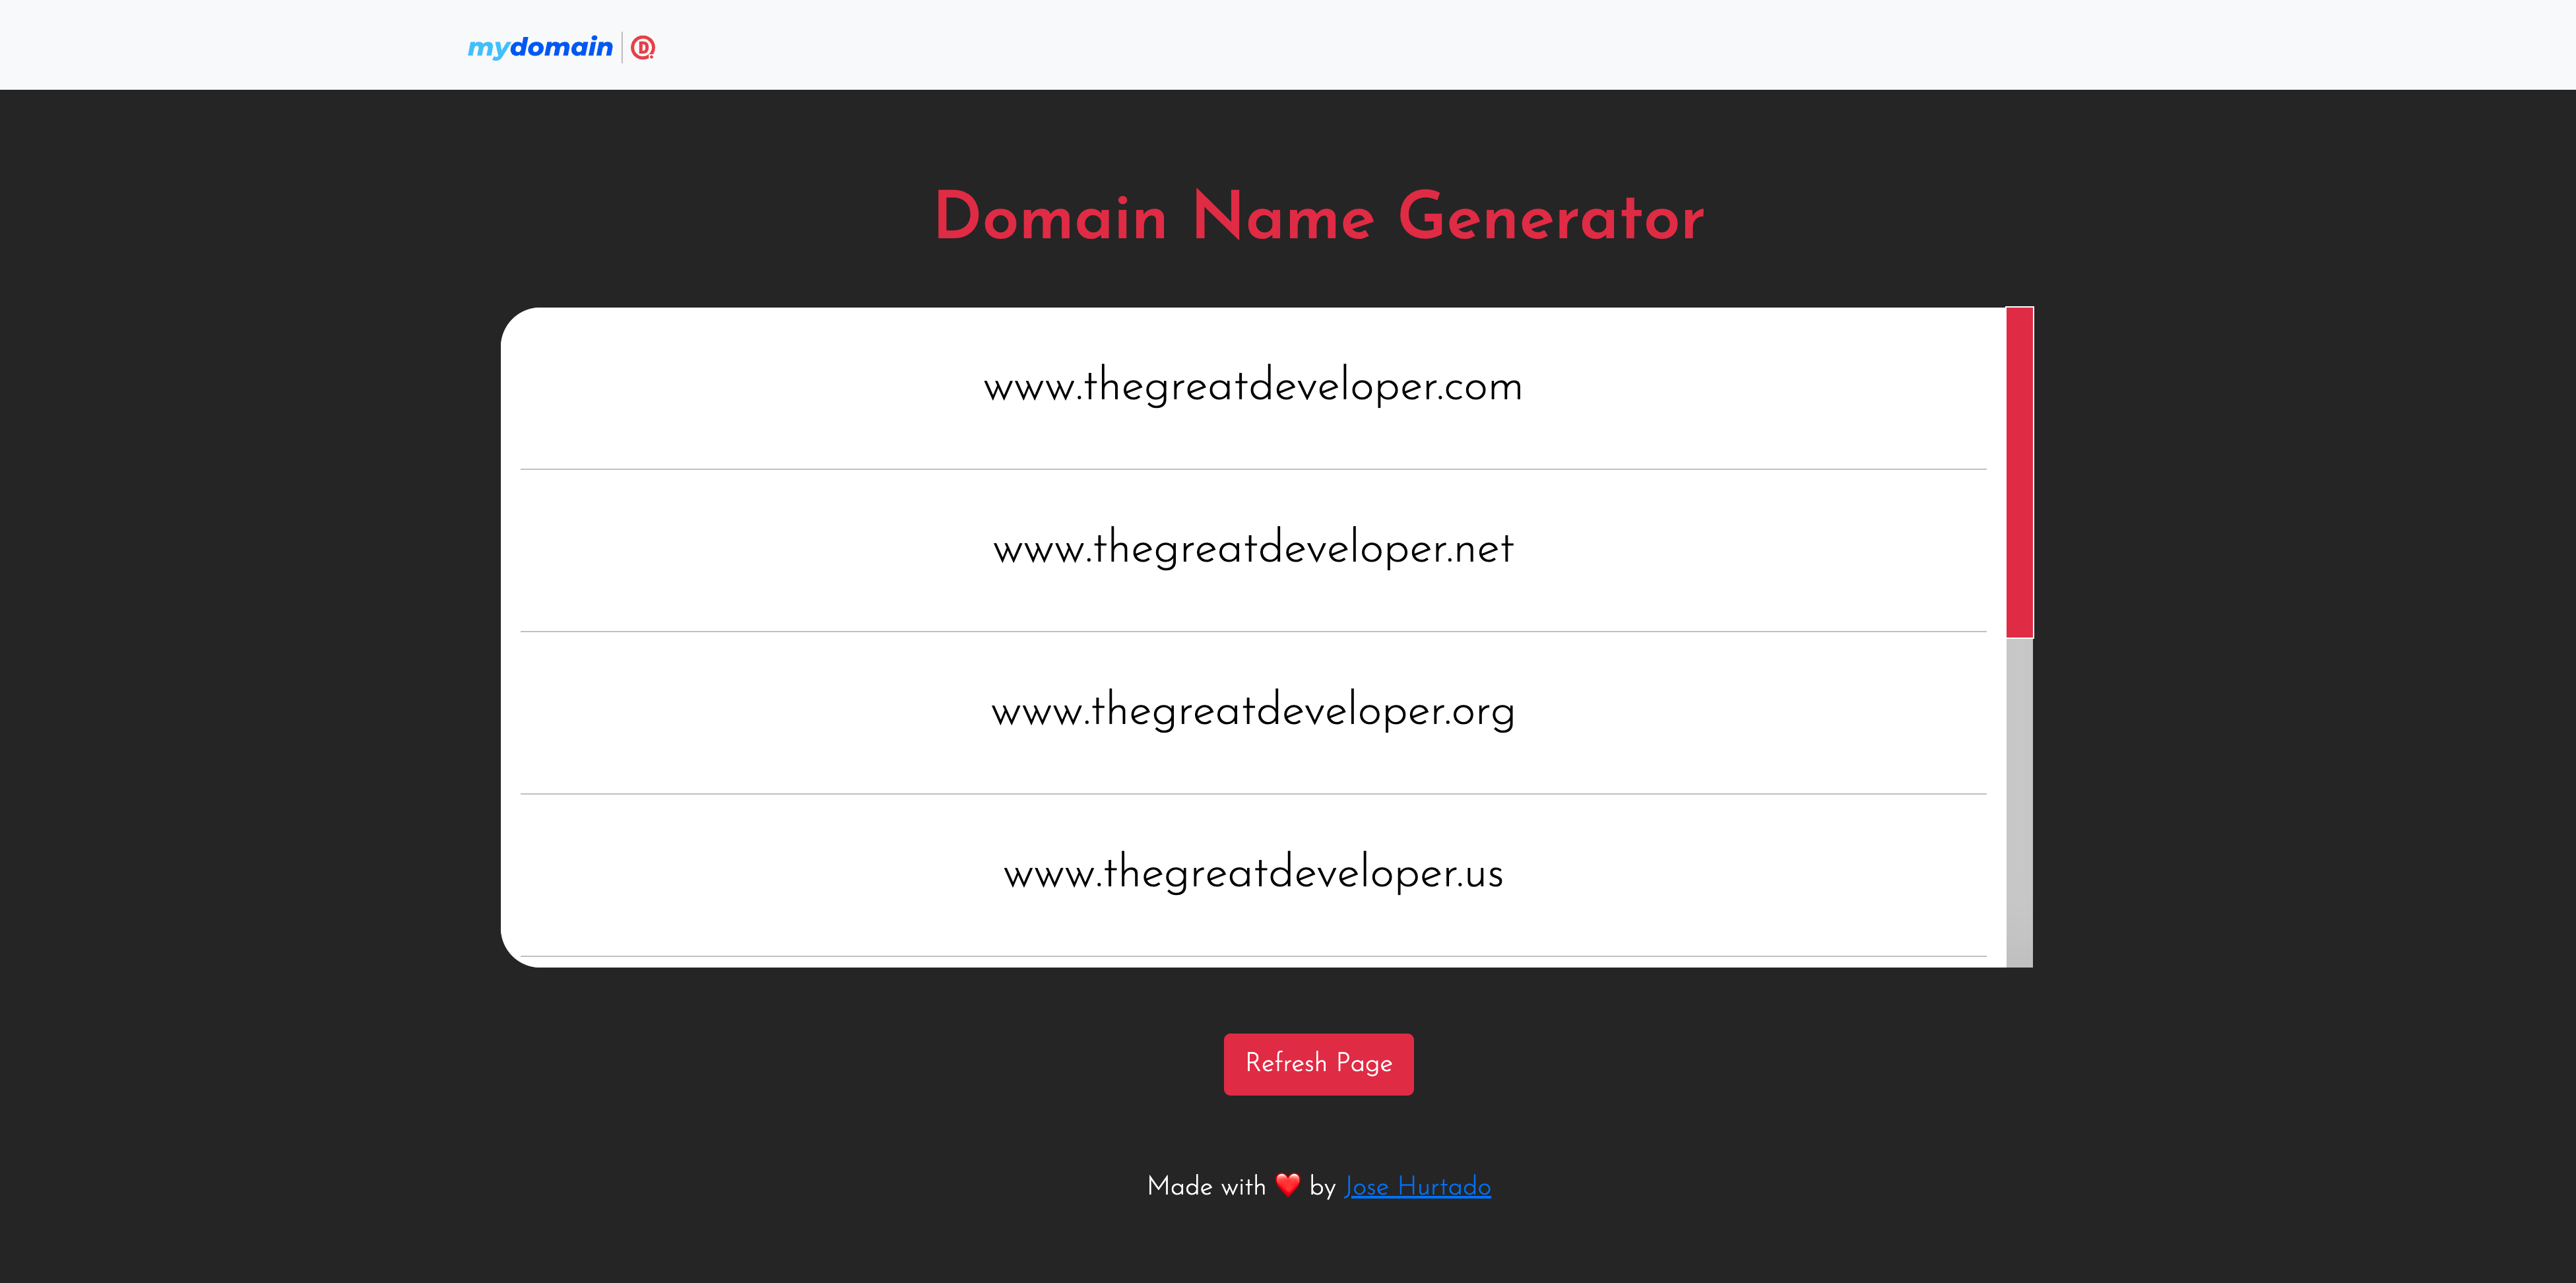 mydomain D
Domain Name Generator
www.thegreatdeveloper.com
www.thegreatdeveloper.net
www.thegreatdeveloper.org
www.thegreatdeveloper.us
Refresh Page
Made with ❤️ by Jose Hurtado